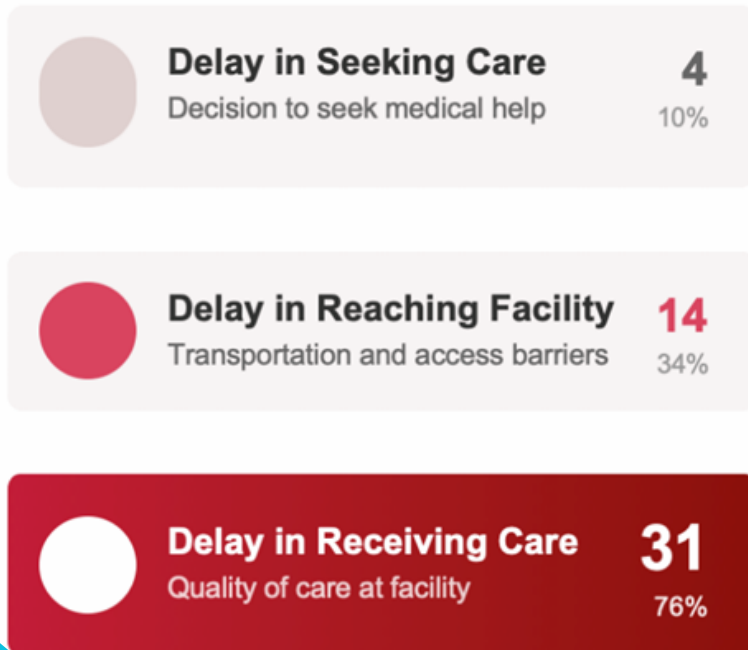 Delay in Seeking Care 4
Decision to seek medical help 10%
Delay in Reaching Facility 14
Transportation and access barriers 34%
Delay in Receiving Care 31
Quality of care at facility 76%